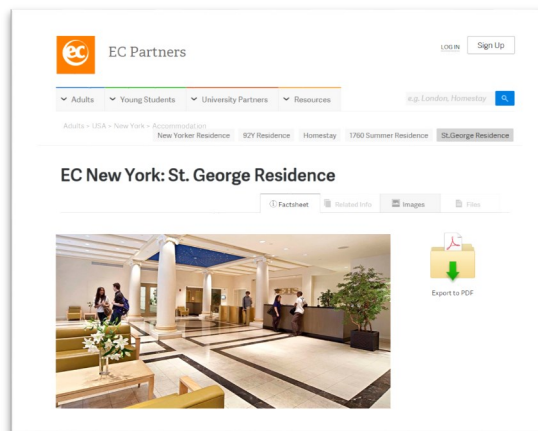 ec
EC Partners
LOG IN
Sign Up
Adults
Young Students
University Partners
Resources
e.g. London, Homestay
Adults - USA - New York - Accommodation
New Yorker Residence
92Y Residence
Homestay
1760 Summer Residence
St.George Residence
EC New York: St. George Residence
Factsheet
Related Info
Images
Files
Export to PDF